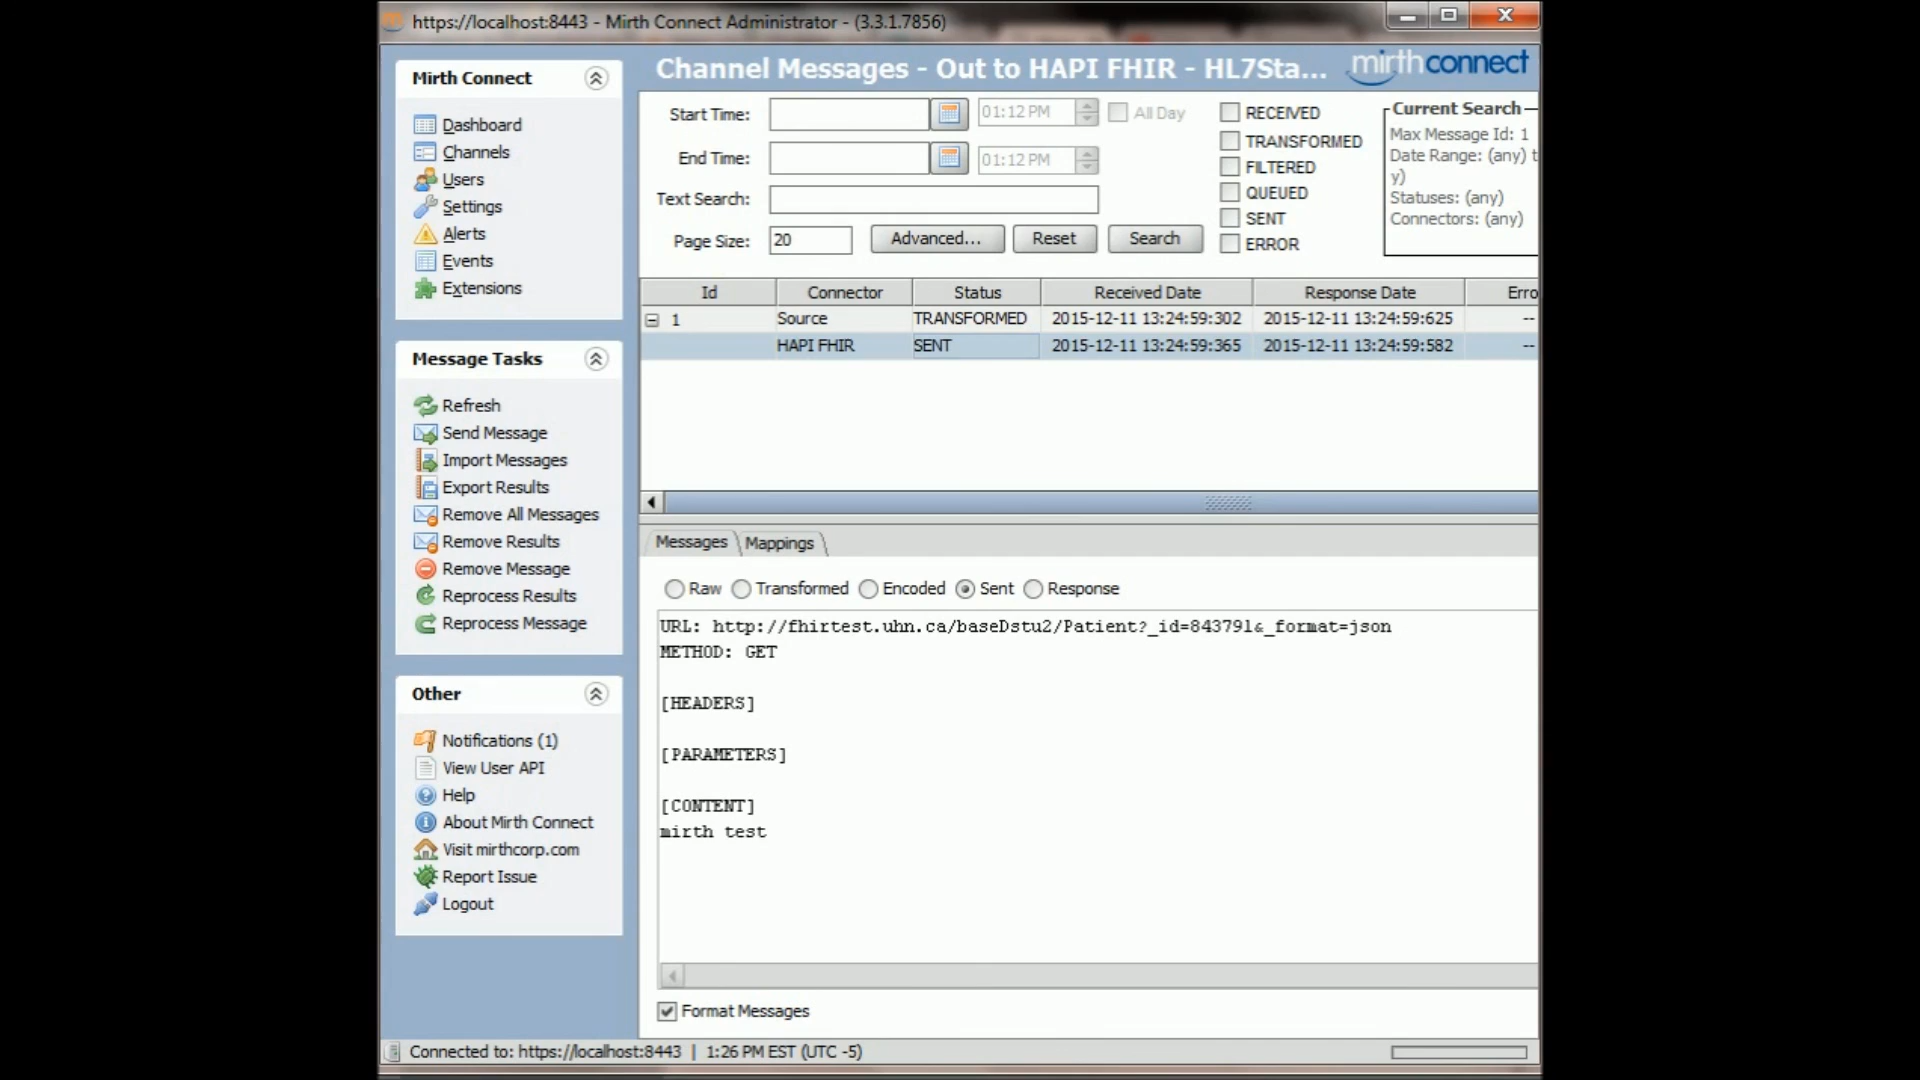 https://localhost:8443 - Mirth Connect Administrator - (3.3.1.7856)
Mirth Connect
Dashboard
Channels
Users
Settings
Alerts
Events
Extensions
Message Tasks
Refresh
Send Message
Import Messages
Export Results
Remove All Messages
Remove Results
Remove Message
Reprocess Results
Reprocess Message
Other
Notifications (1)
View User API
Help
About Mirth Connect
Visit mirthcorp.com
Report Issue
Logout
Channel Messages - Out to HAPI FHIR - HL7Sta...
mirthconnect
Start Time: 01:12 PM All Day
End Time: 01:12 PM
Text Search:
Page Size: 20 Advanced... Reset Search
RECEIVED
TRANSFORMED
FILTERED
QUEUED
SENT
ERROR
Current Search
Max Message Id: 1
Date Range: (any) t
y)
Statuses: (any)
Connectors: (any)
Id Connector Status Received Date Response Date Erro
1 Source TRANSFORMED 2015-12-11 13:24:59:302 2015-12-11 13:24:59:625 --
HAPI FHIR SENT 2015-12-11 13:24:59:365 2015-12-11 13:24:59:582 --
Messages Mappings
Raw Transformed Encoded Sent Response
URL: http://fhirtest.uhn.ca/baseDstu2/Patient?_id=843791&_format=json
METHOD: GET
[HEADERS]
[PARAMETERS]
[CONTENT]
mirth test
Format Messages
Connected to: https://localhost:8443 | 1:26 PM EST (UTC -5)